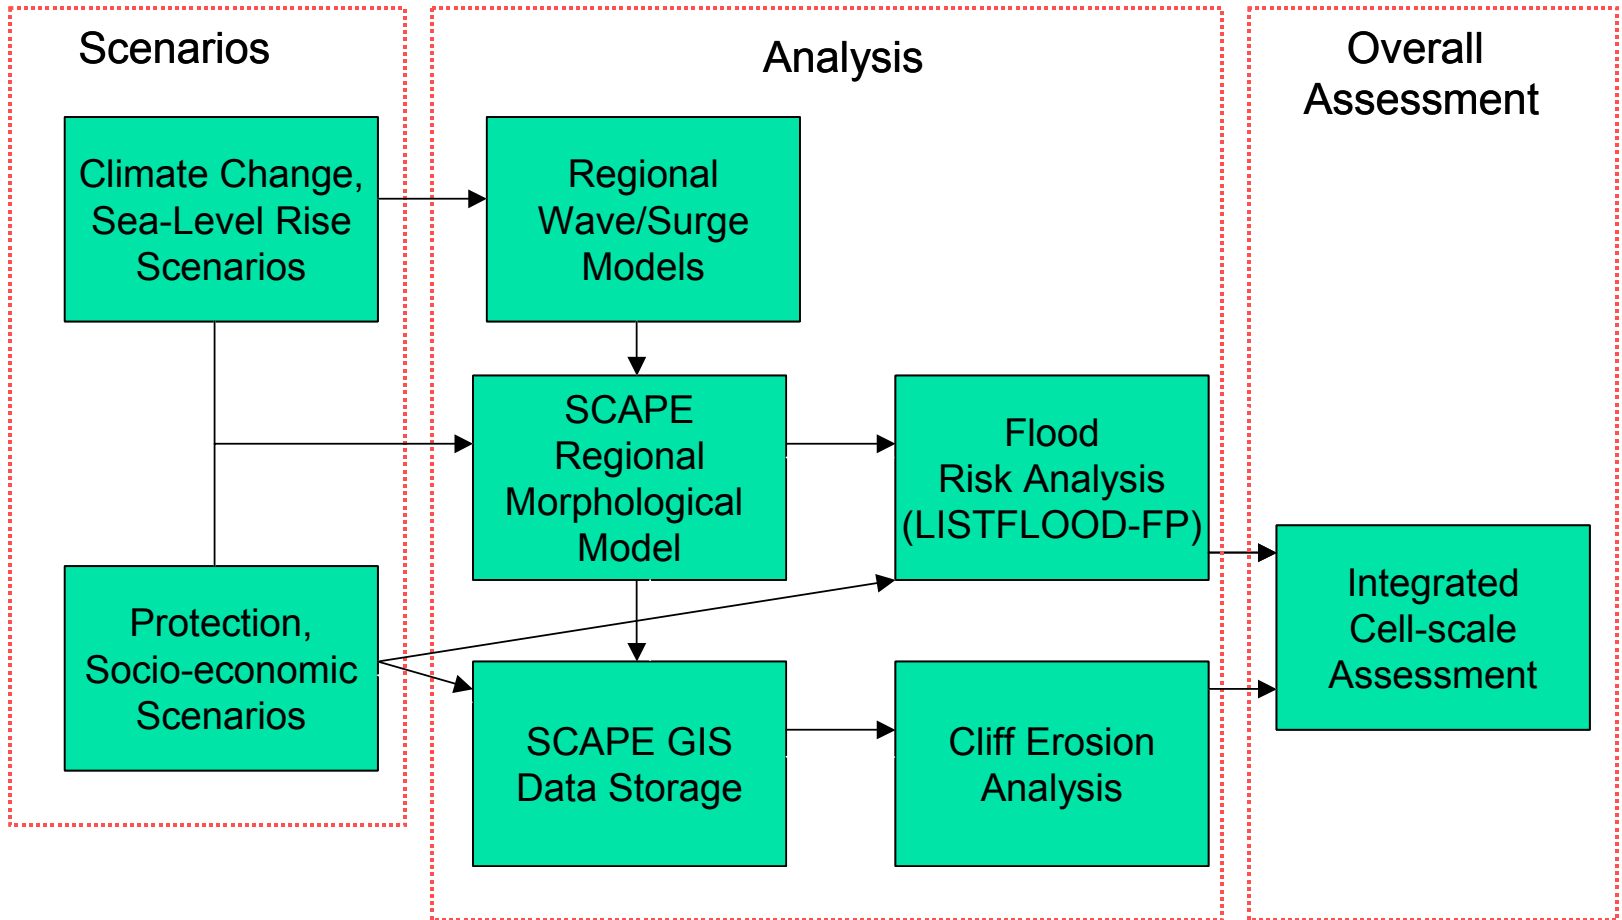 Scenarios
Analysis
Overall
Assessment
Climate Change,
Sea-Level Rise
Scenarios
Regional
Wave/Surge
Models
SCAPE
Regional
Morphological
Model
Flood
Risk Analysis
(LISTFLOOD-FP)
Protection,
Socio-economic
Scenarios
SCAPE GIS
Data Storage
Cliff Erosion
Analysis
Integrated
Cell-scale
Assessment